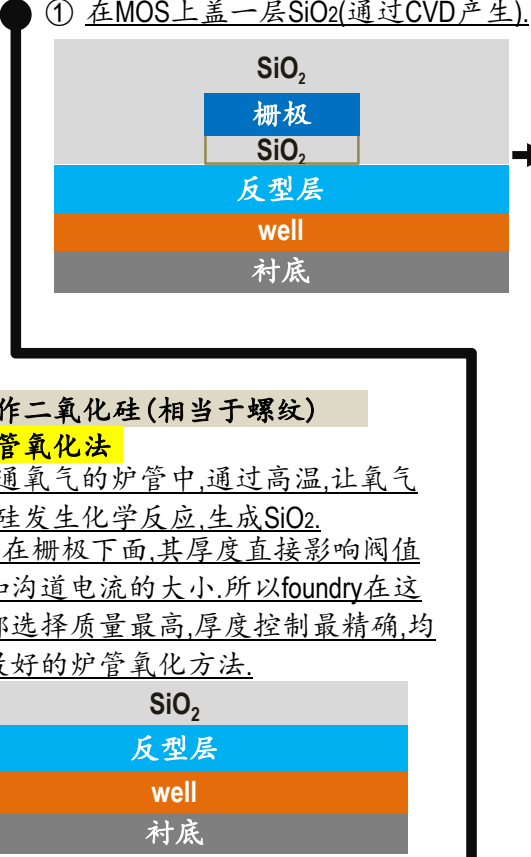 ① 在MOS上盖一层SiO2(通过CVD产生).
SiO2
栅极
SiO2
反型层
well
衬底
作二氧化硅(相当于螺纹)
管氧化法
通氧气的炉管中,通过高温,让氧气
硅发生化学反应,生成SiO2.
在栅极下面,其厚度直接影响阀值
和沟道电流的大小.所以foundry在这
都选择质量最高,厚度控制最精确,均
最好的炉管氧化方法.
SiO2
反型层
well
衬底